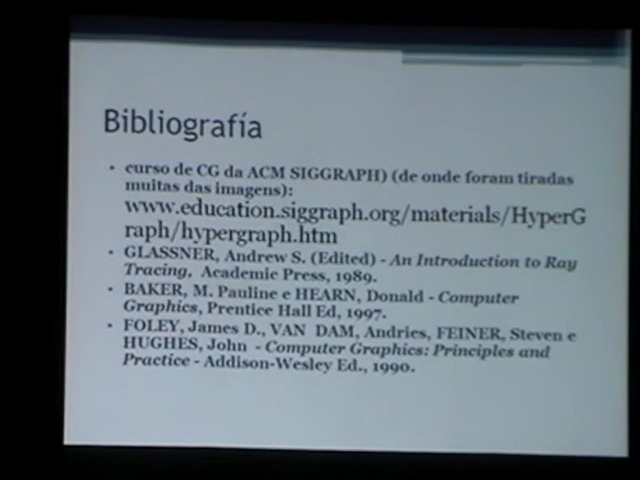 Bibliografía
• curso de CG da ACM SIGGRAPH) (de onde foram tiradas
muitas das imagens):
www.education.siggraph.org/materials/HyperG
raph/hypergraph.htm
• GLASSNER, Andrew S. (Edited) - An Introduction to Ray
Tracing, Academic Press, 1989.
• BAKER, M. Pauline e HEARN, Donald - Computer
Graphics, Prentice Hall Ed, 1997.
• FOLEY, James D., VAN DAM, Andries, FEINER, Steven e
HUGHES, John - Computer Graphics: Principles and
Practice - Addison-Wesley Ed., 1990.